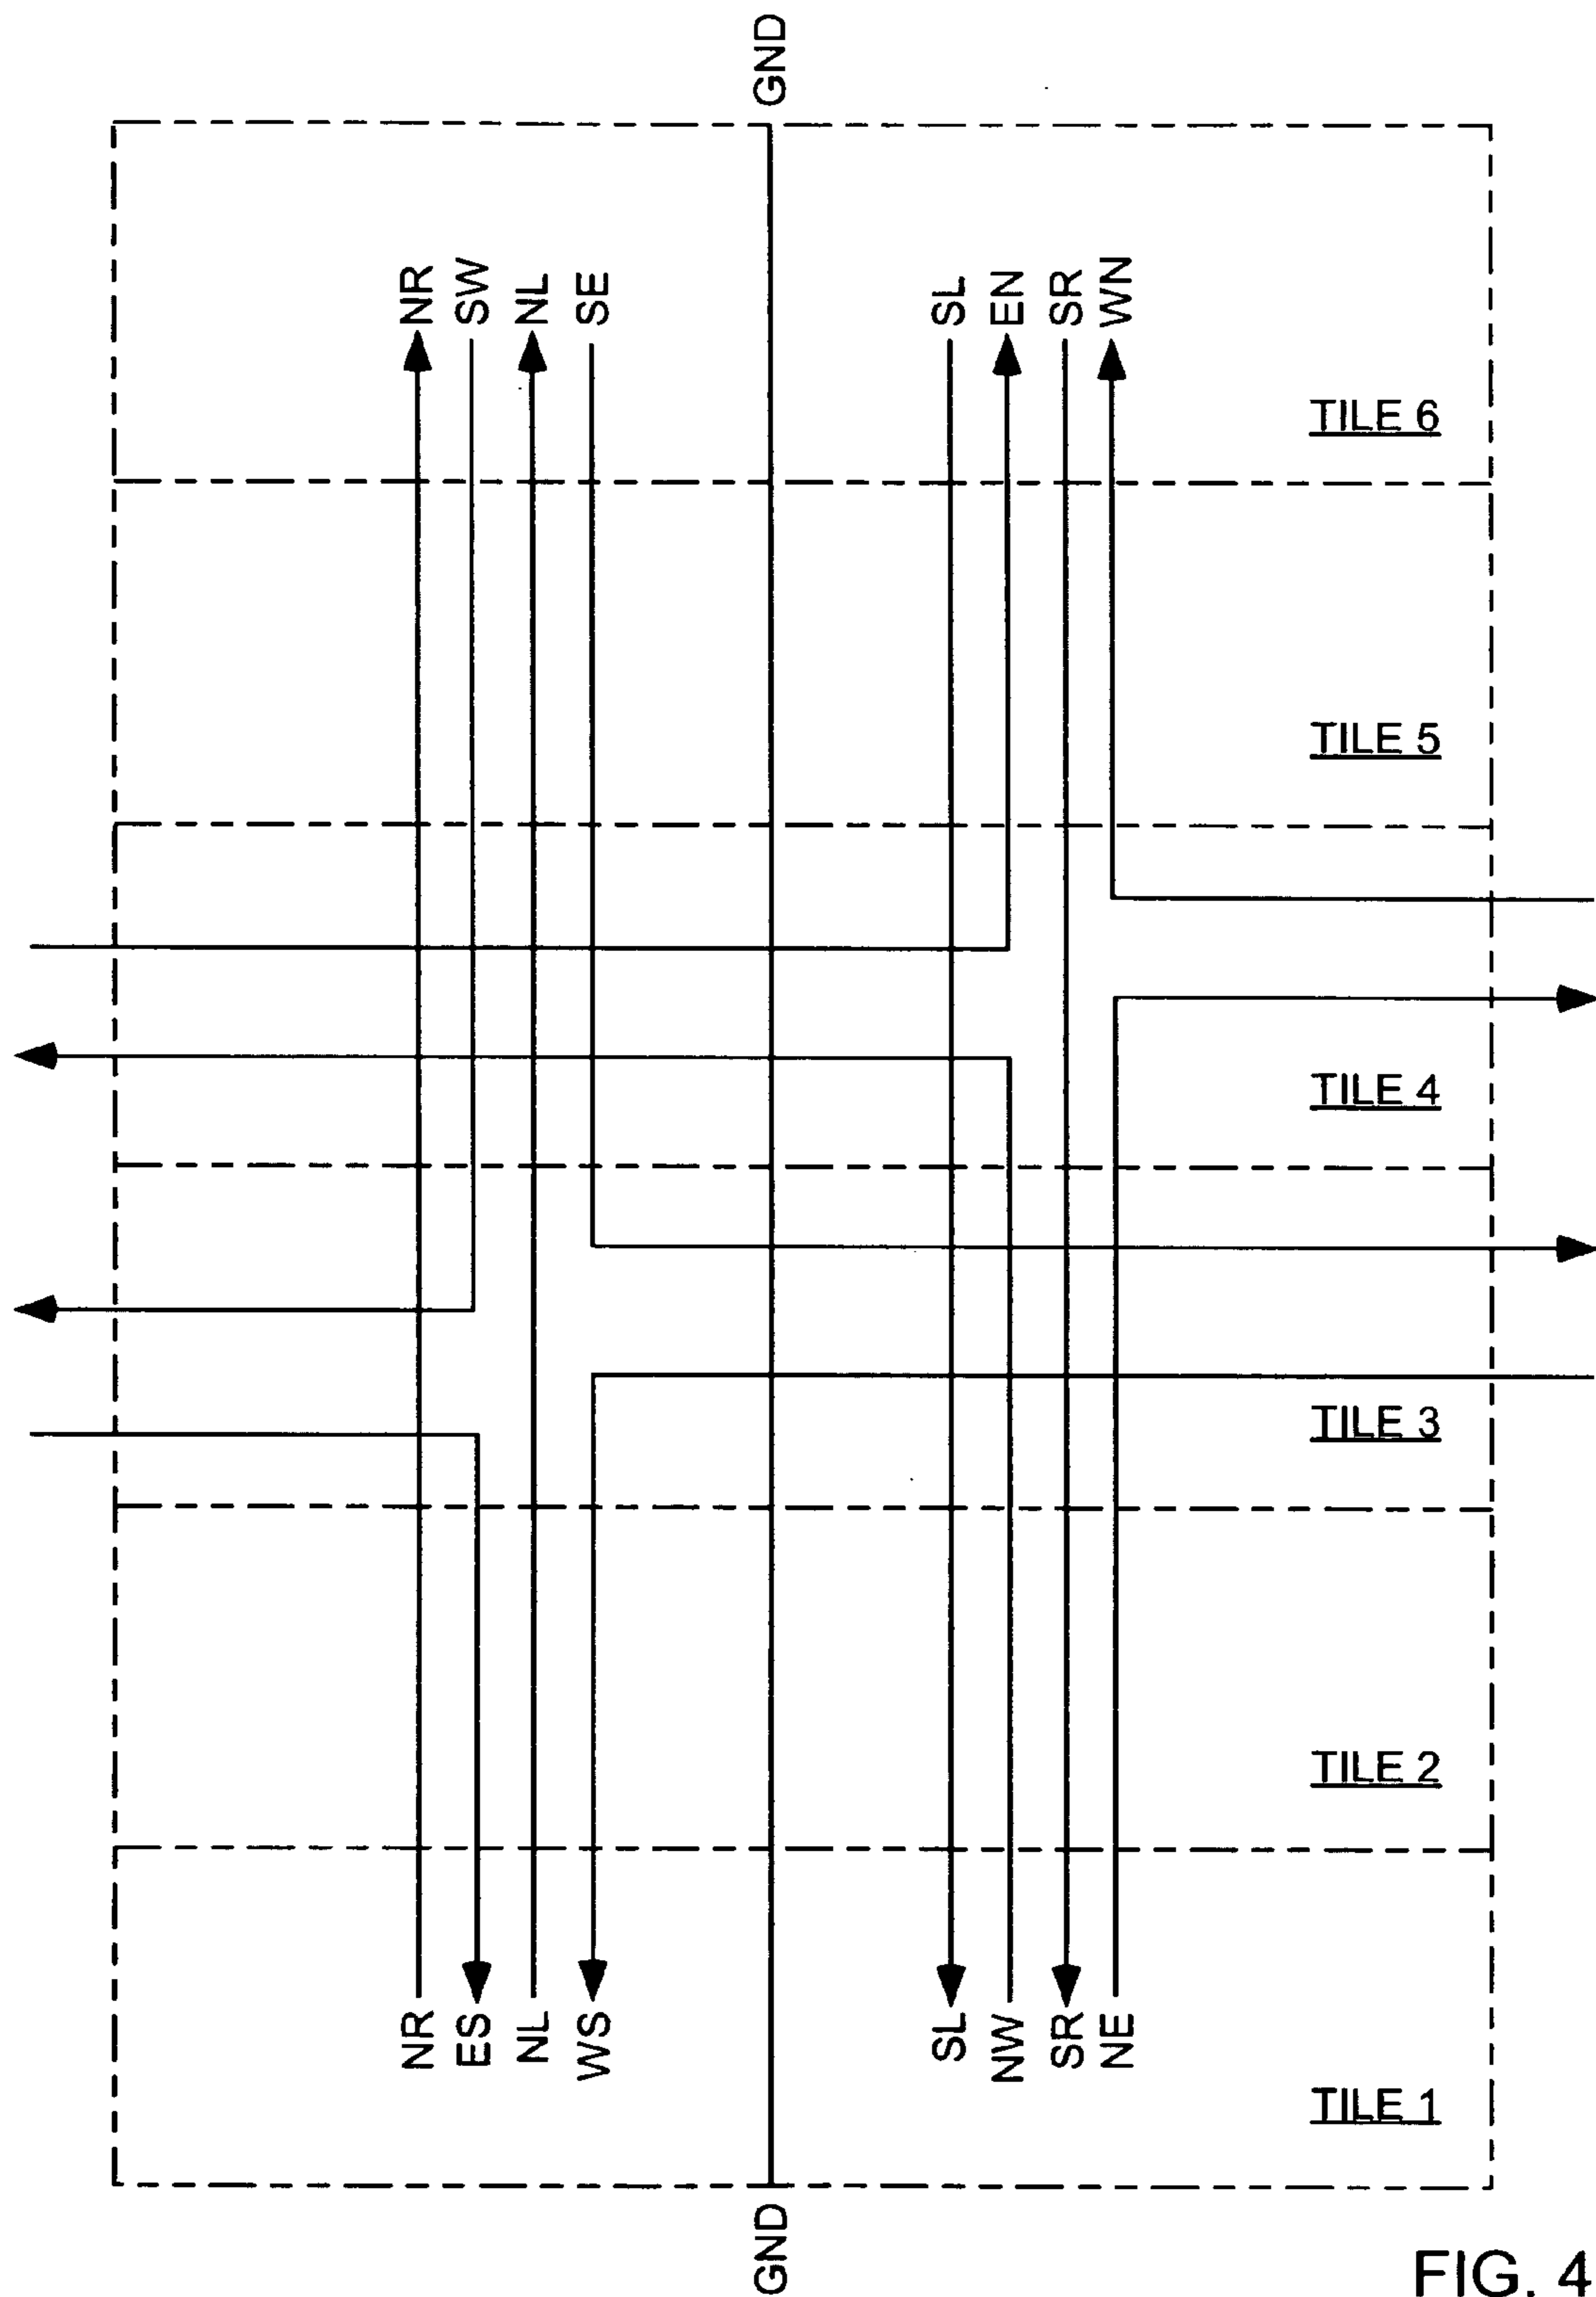 GND
NR
SW
NL
SE
SL
EN
SR
WN
TILE 6
TILE 5
TILE 4
TILE 3
TILE 2
TILE 1
NR
ES
NL
WS
SL
NW
SR
NE
GND
FIG. 4